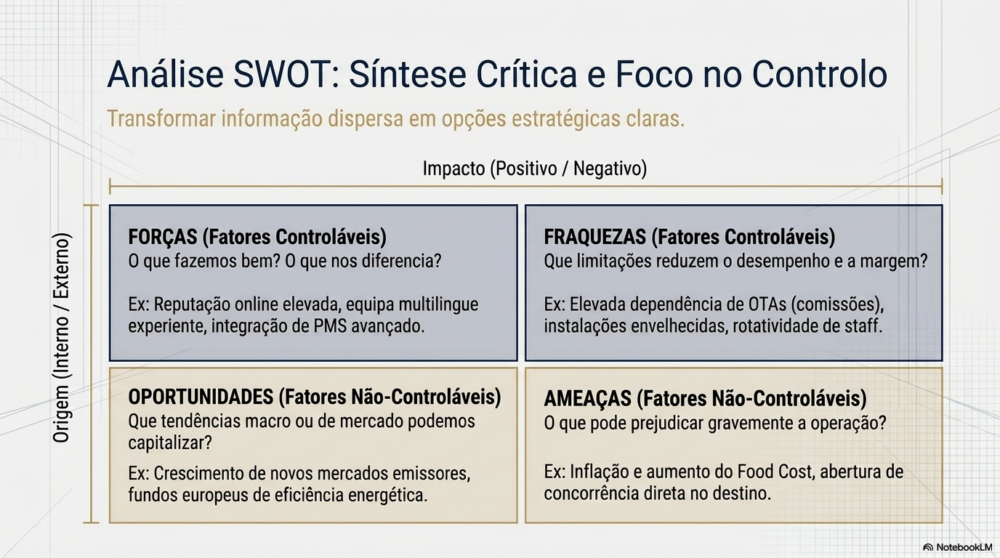 Análise SWOT: Síntese Crítica e Foco no Controlo
Transformar informação dispersa em opções estratégicas claras.
Impacto (Positivo / Negativo)
Origem (Interno / Externo)
FORÇAS (Fatores Controláveis)
O que fazemos bem? O que nos diferencia?
Ex: Reputação online elevada, equipa multilingue
experiente, integração de PMS avançado.
FRAQUEZAS (Fatores Controláveis)
Que limitações reduzem o desempenho e a margem?
Ex: Elevada dependência de OTAs (comissões),
instalações envelhecidas, rotatividade de staff.
OPORTUNIDADES (Fatores Não-Controláveis)
Que tendências macro ou de mercado podemos
capitalizar?
Ex: Crescimento de novos mercados emissores,
fundos europeus de eficiência energética.
AMEAÇAS (Fatores Não-Controláveis)
O que pode prejudicar gravemente a operação?
Ex: Inflação e aumento do Food Cost, abertura de
concorrência direta no destino.
NotebookLM